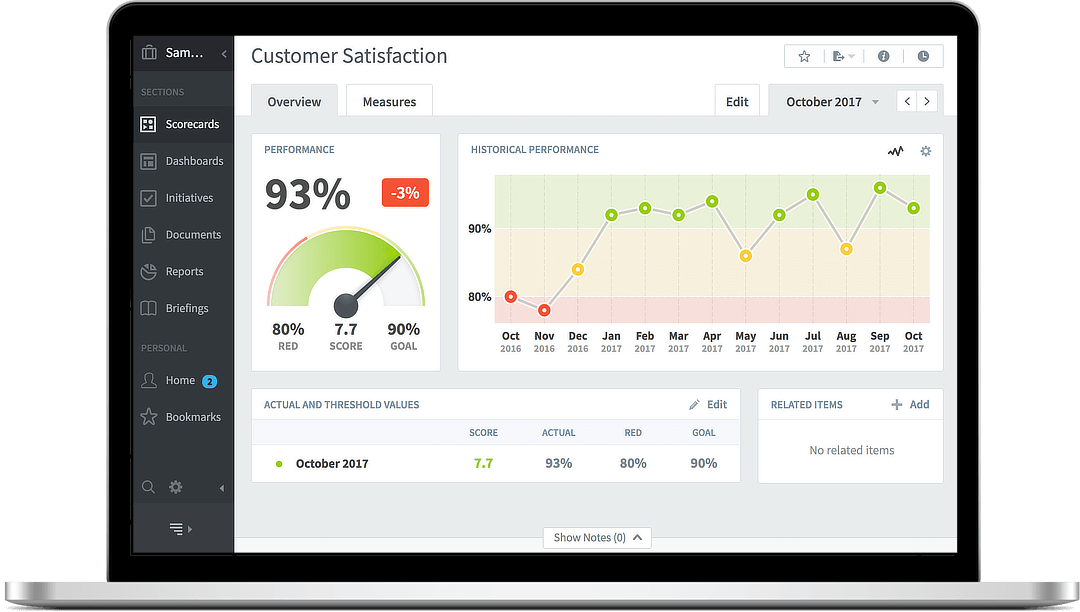 Sam...
SECTIONS
Scorecards
Dashboards
Initiatives
Documents
Reports
Briefings
PERSONAL
Home 2
Bookmarks
Customer Satisfaction
Overview Measures Edit October 2017
PERFORMANCE
93% -3%
80% 7.7 90%
RED SCORE GOAL
HISTORICAL PERFORMANCE
90%
80%
Oct Nov Dec Jan Feb Mar Apr May Jun Jul Aug Sep Oct
2016 2016 2016 2017 2017 2017 2017 2017 2017 2017 2017 2017 2017
ACTUAL AND THRESHOLD VALUES Edit
SCORE ACTUAL RED GOAL
October 2017 7.7 93% 80% 90%
RELATED ITEMS Add
No related items
Show Notes (0)